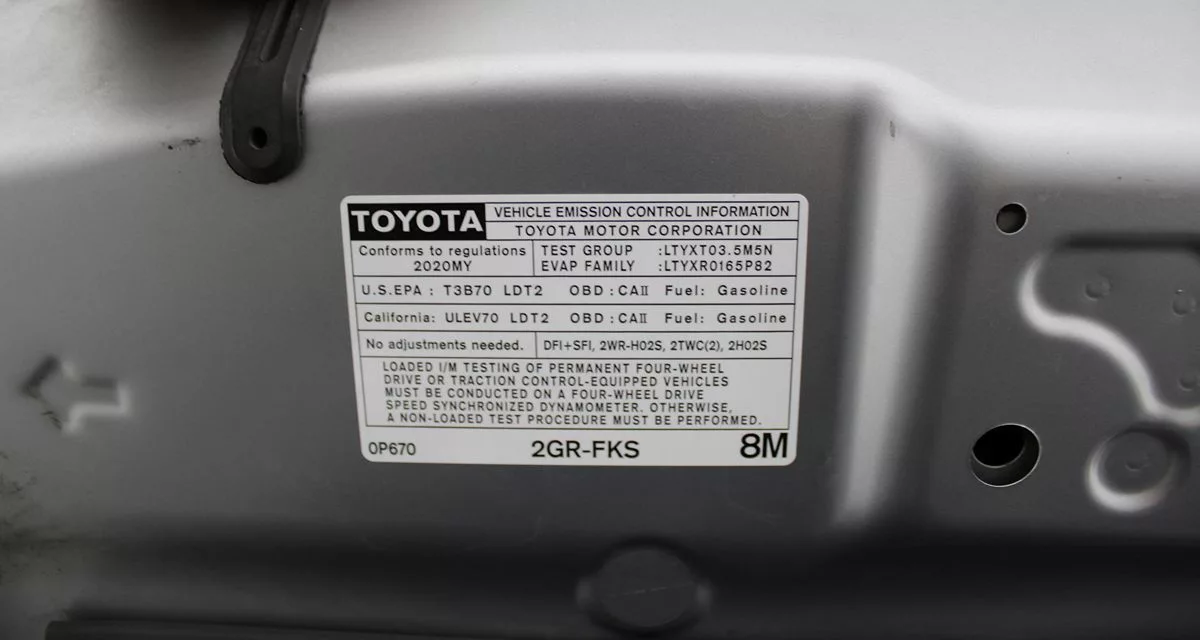 TOYOTA
VEHICLE EMISSION CONTROL INFORMATION
TOYOTA MOTOR CORPORATION
Conforms to regulations
2020MY
TEST GROUP :LTYXT03.5M5N
EVAP FAMILY :LTYXR0165P82
U.S.EPA : T3B70 LDT2 OBD : CAII Fuel: Gasoline
California: ULEV70 LDT2 OBD : CAII Fuel: Gasoline
No adjustments needed.
DFI+SFI, 2WR-HO2S, 2TWC(2), 2HO2S
LOADED I/M TESTING OF PERMANENT FOUR-WHEEL
DRIVE OR TRACTION CONTROL-EQUIPPED VEHICLES
MUST BE CONDUCTED ON A FOUR-WHEEL DRIVE
SPEED SYNCHRONIZED DYNAMOMETER. OTHERWISE,
A NON-LOADED TEST PROCEDURE MUST BE PERFORMED.
0P670 2GR-FKS 8M